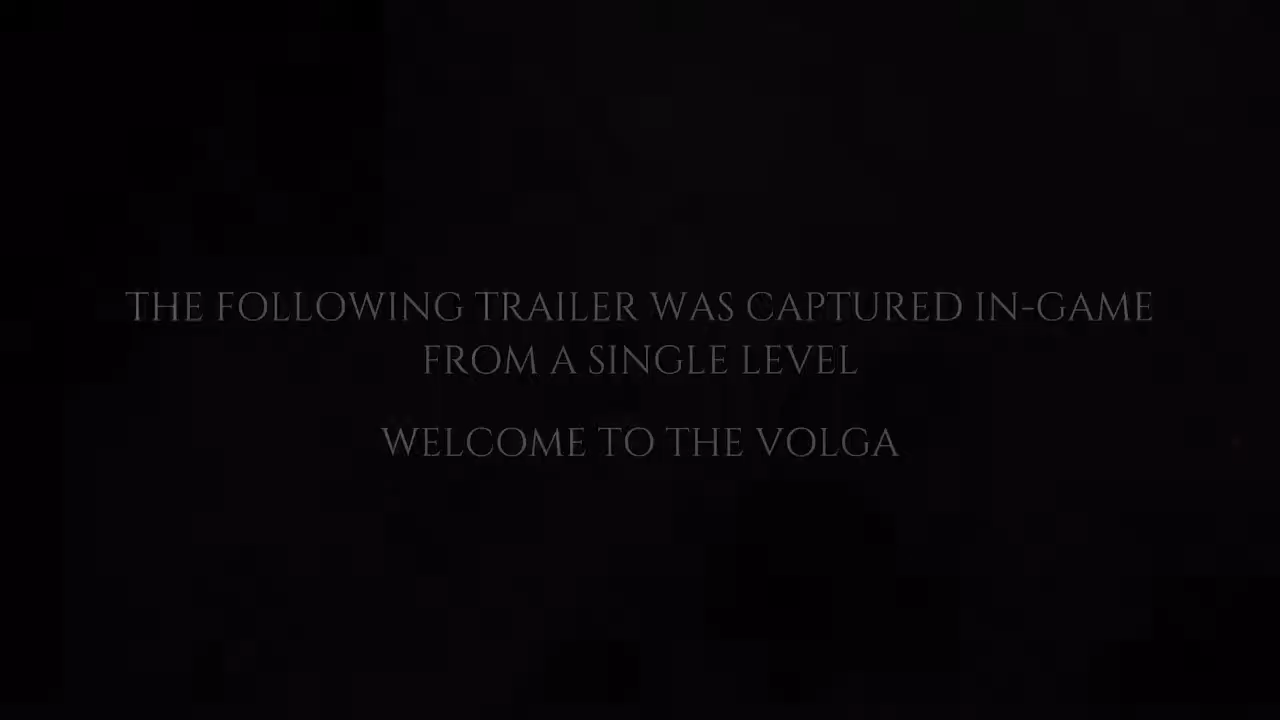 THE FOLLOWING TRAILER WAS CAPTURED IN-GAME
FROM A SINGLE LEVEL
WELCOME TO THE VOLGA